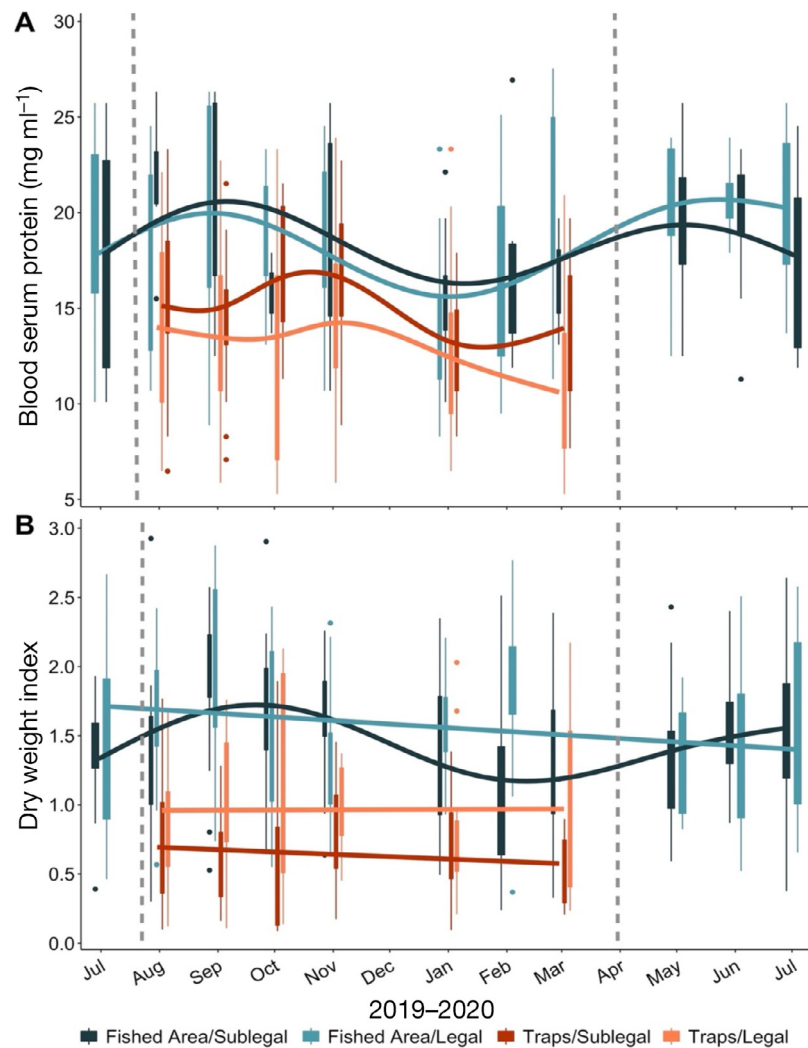 A
Blood serum protein (mg ml⁻¹)
30
25
20
15
10
5
B
Dry weight index
3.0
2.5
2.0
1.5
1.0
0.5
0.0
Jul Aug Sep Oct Nov Dec Jan Feb Mar Apr May Jun Jul
2019–2020
Fished Area/Sublegal Fished Area/Legal Traps/Sublegal Traps/Legal